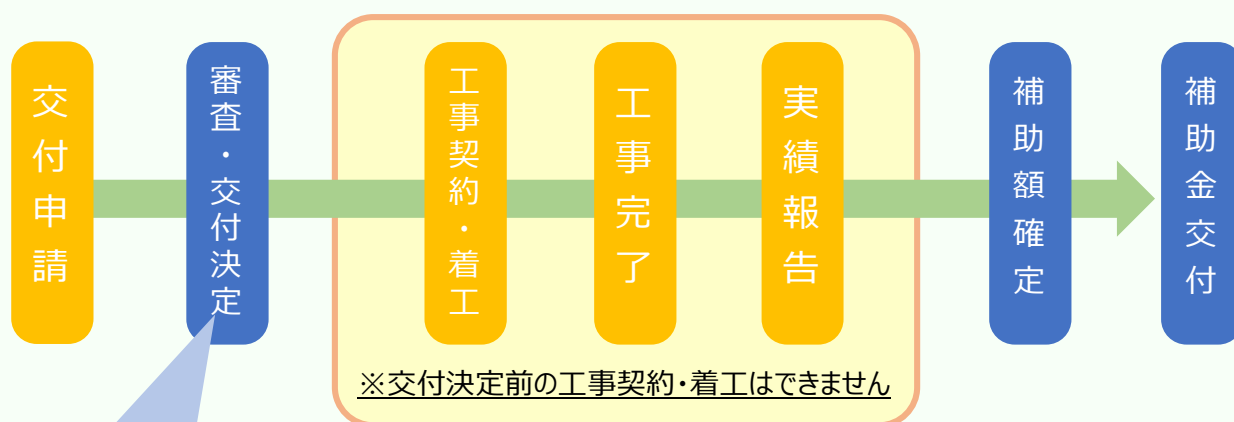 交付申請
審査・交付決定
工事契約・着工
工事完了
実績報告
補助額確定
補助金交付
※交付決定前の工事契約・着工はできません